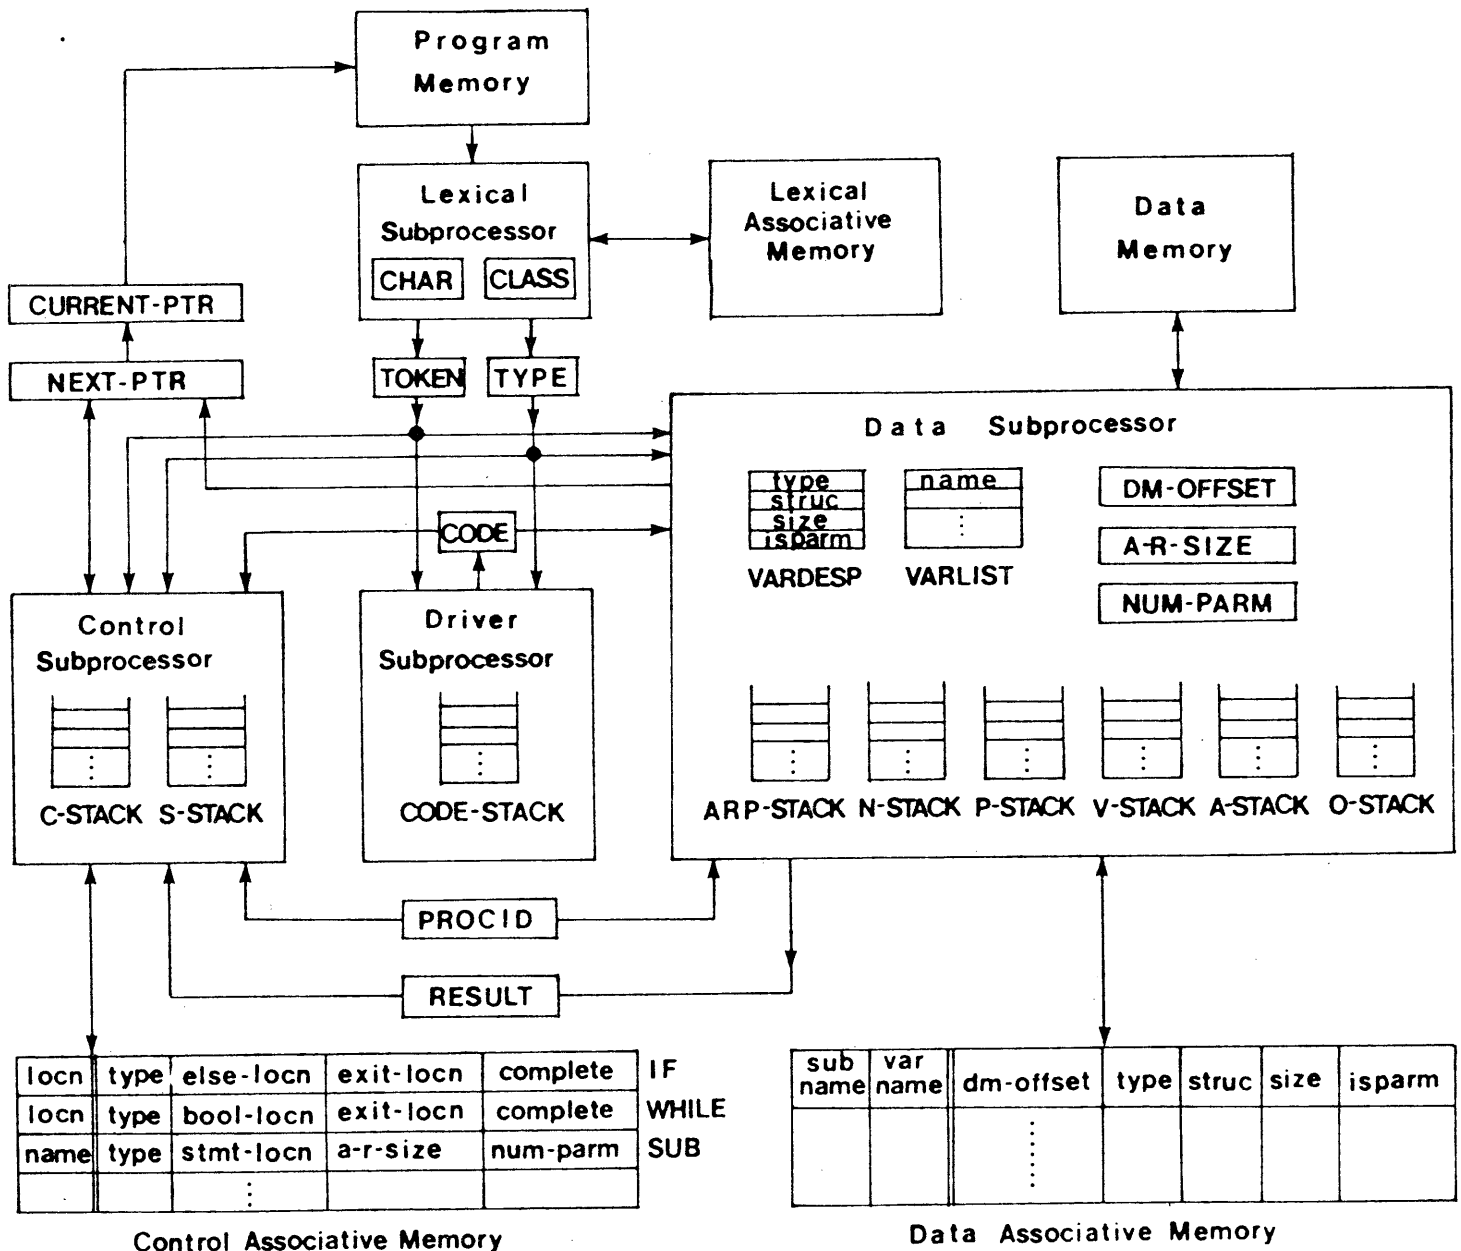 Program
Memory
Lexical
Subprocessor
CHAR
CLASS
Lexical
Associative
Memory
Data
Memory
CURRENT-PTR
NEXT-PTR
TOKEN
TYPE
Data Subprocessor
type
struc
size
isparm
VARDESP
name
VARLIST
DM-OFFSET
A-R-SIZE
NUM-PARM
CODE
Control
Subprocessor
C-STACK S-STACK
Driver
Subprocessor
CODE-STACK
ARP-STACK N-STACK P-STACK V-STACK A-STACK O-STACK
PROCID
RESULT
locn type else-locn exit-locn complete IF
locn type bool-locn exit-locn complete WHILE
name type stmt-locn a-r-size num-parm SUB
Control Associative Memory
sub name var name dm-offset type struc size isparm
Data Associative Memory